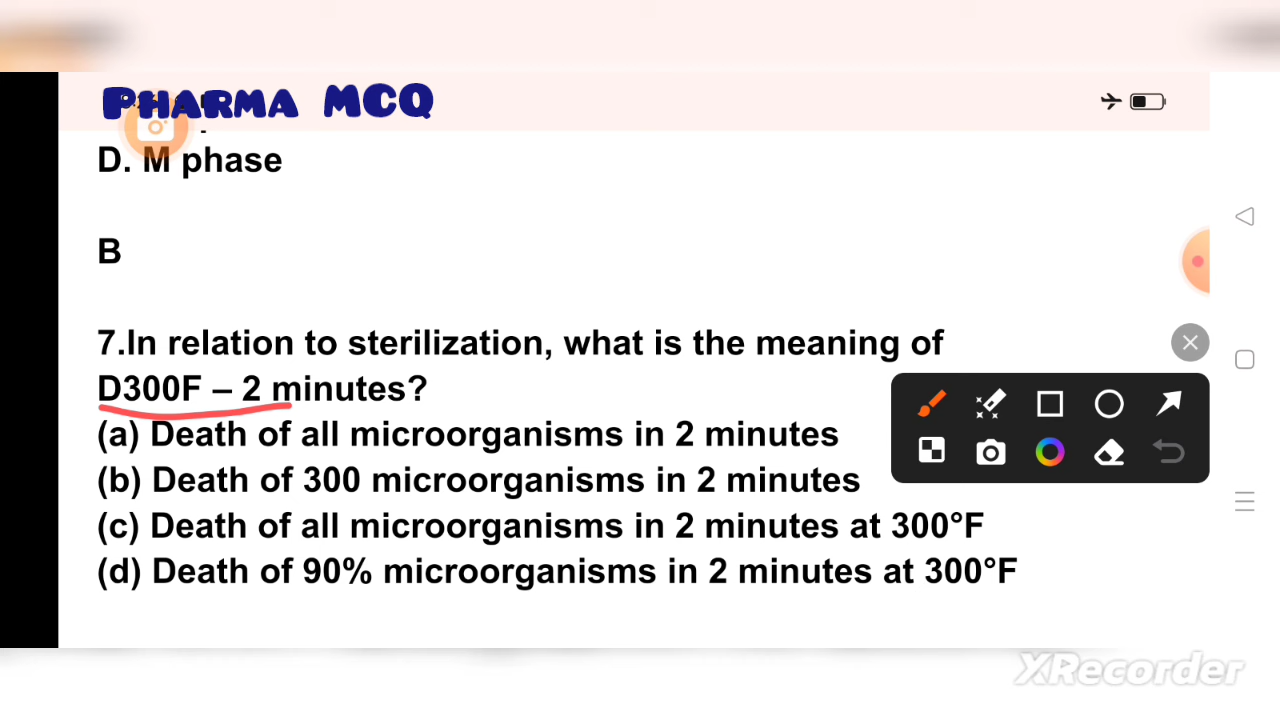 PHARMA MCQ
D. M phase
B
7.In relation to sterilization, what is the meaning of
D300F – 2 minutes?
(a) Death of all microorganisms in 2 minutes
(b) Death of 300 microorganisms in 2 minutes
(c) Death of all microorganisms in 2 minutes at 300°F
(d) Death of 90% microorganisms in 2 minutes at 300°F
XRecorder